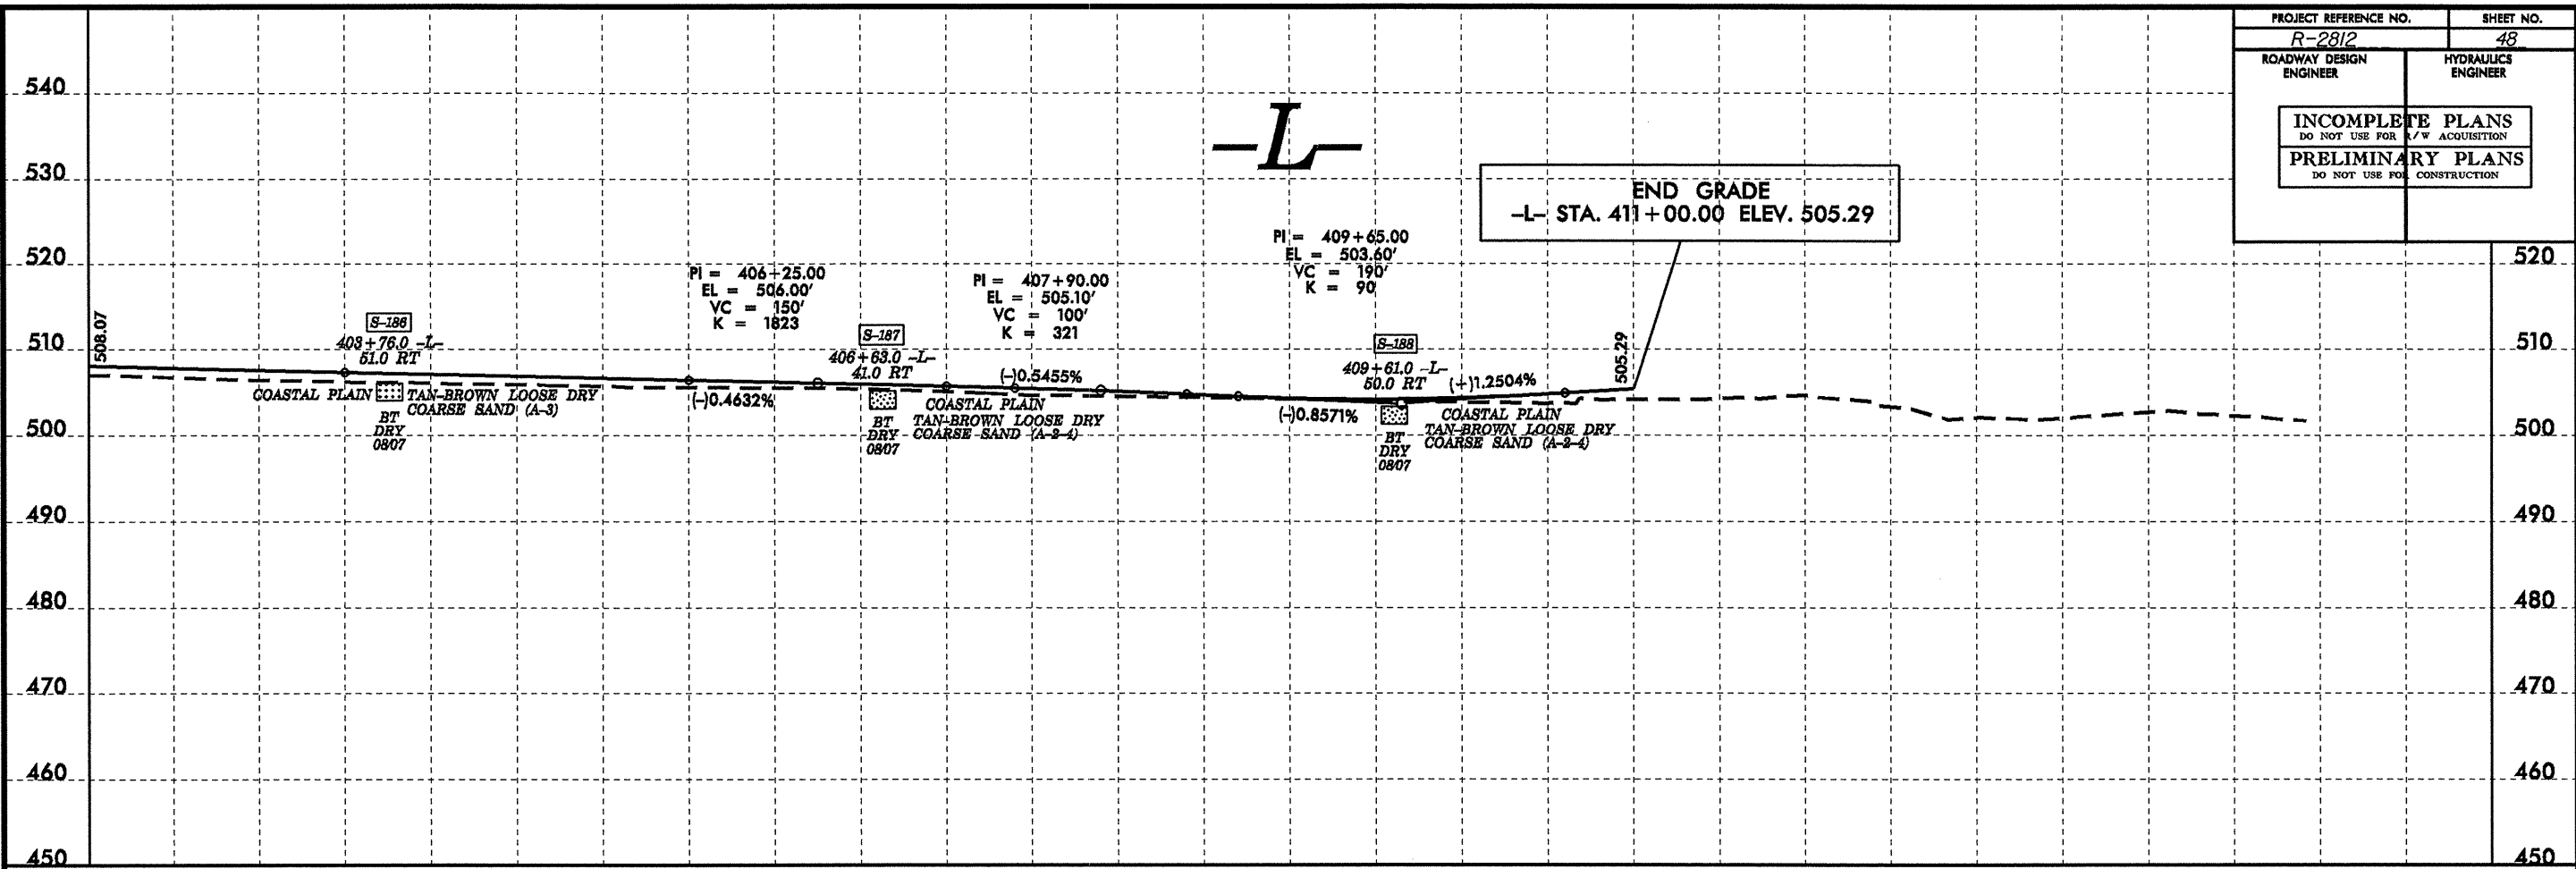 PROJECT REFERENCE NO. SHEET NO.
R-2812 48
ROADWAY DESIGN ENGINEER HYDRAULICS ENGINEER
INCOMPLETE PLANS
DO NOT USE FOR R/W ACQUISITION
PRELIMINARY PLANS
DO NOT USE FOR CONSTRUCTION
-L-
END GRADE
-L- STA. 411+00.00 ELEV. 505.29
PI = 406+25.00
EL = 506.00'
VC = 150'
K = 1823
PI = 407+90.00
EL = 505.10'
VC = 100'
K = 321
PI = 409+65.00
EL = 503.60'
VC = 190'
K = 90
508.07
S-186
403+76.0 -L-
51.0 RT
COASTAL PLAIN
TAN-BROWN LOOSE DRY
COARSE SAND (A-3)
BT
DRY
08/07
(-)0.4632%
S-187
406+63.0 -L-
41.0 RT
BT
DRY
08/07
COASTAL PLAIN
TAN-BROWN LOOSE DRY
COARSE SAND (A-2-4)
(-)0.5455%
(-)0.8571%
S-188
409+61.0 -L-
50.0 RT
(+)1.2504%
BT
DRY
08/07
COASTAL PLAIN
TAN-BROWN LOOSE DRY
COARSE SAND (A-2-4)
505.29
540
530
520
510
500
490
480
470
460
450
520
510
500
490
480
470
460
450